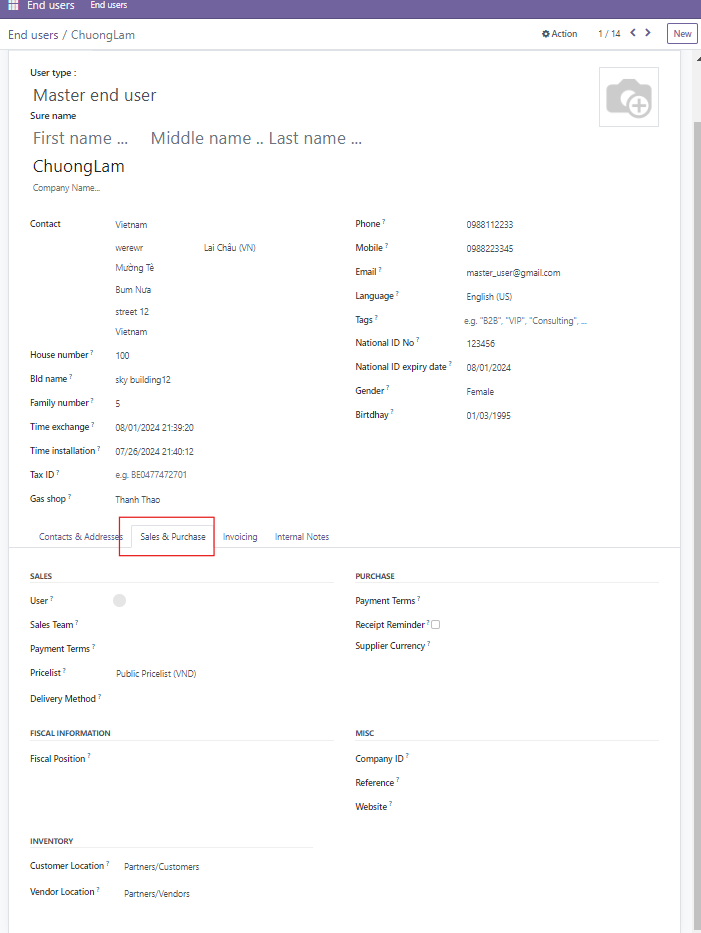 End users End users
End users / ChuongLam Action 1 / 14 New
User type :
Master end user
Sure name
First name ... Middle name .. Last name ...
ChuongLam
Company Name...
Contact Vietnam Phone ? 0988112233
werewr Lai Châu (VN) Mobile ? 0988223345
Mường Tè Email ? master_user@gmail.com
Bum Nưa Language ? English (US)
street 12 Tags ? e.g. "B2B", "VIP", "Consulting", ...
Vietnam National ID No ? 123456
House number ? 100 National ID expiry date ? 08/01/2024
Bld name ? sky building12 Gender ? Female
Family number ? 5 Birtdhay ? 01/03/1995
Time exchange ? 08/01/2024 21:39:20
Time installation ? 07/26/2024 21:40:12
Tax ID ? e.g. BE0477472701
Gas shop ? Thanh Thao
Contacts & Addresses Sales & Purchase Invoicing Internal Notes
SALES PURCHASE
User ? Payment Terms ?
Sales Team ? Receipt Reminder ?
Payment Terms ? Supplier Currency ?
Pricelist ? Public Pricelist (VND)
Delivery Method ?
FISCAL INFORMATION MISC
Fiscal Position ? Company ID ?
Reference ?
Website ?
INVENTORY
Customer Location ? Partners/Customers
Vendor Location ? Partners/Vendors